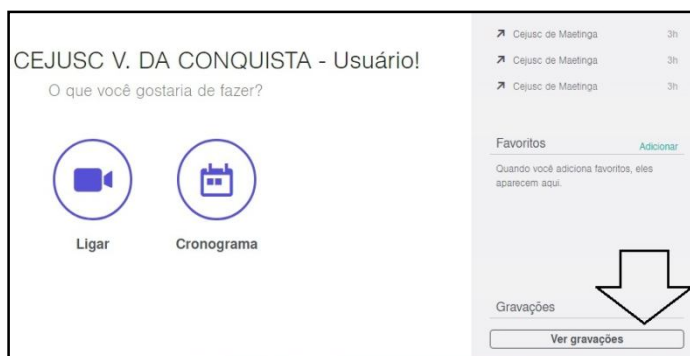 CEJUSC V. DA CONQUISTA - Usuário!
O que você gostaria de fazer?
Ligar
Cronograma
Cejusc de Maetinga 3h
Cejusc de Maetinga 3h
Cejusc de Maetinga 3h
Favoritos Adicionar
Quando você adiciona favoritos, eles
aparecem aqui.
Gravações
Ver gravações